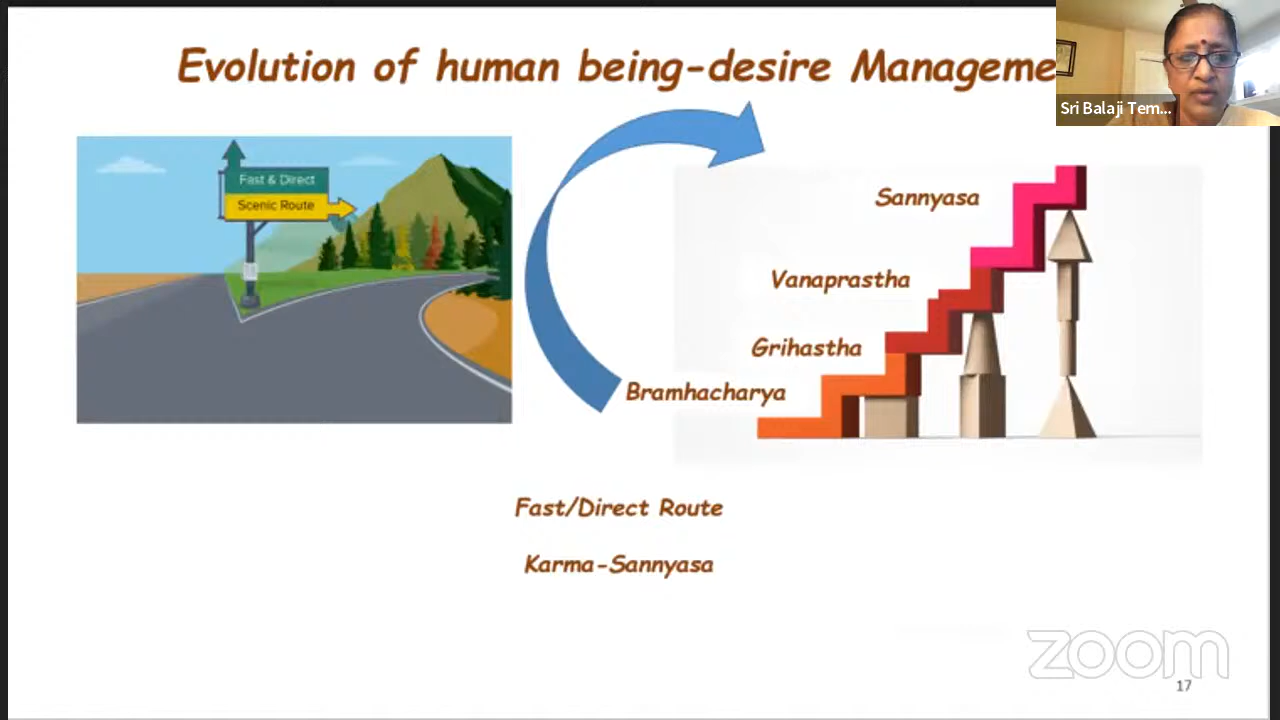 Evolution of human being-desire Manageme
Sri Balaji Tem...
Fast & Direct
Scenic Route
Sannyasa
Vanaprastha
Grihastha
Bramhacharya
Fast/Direct Route
Karma-Sannyasa
zoom
17